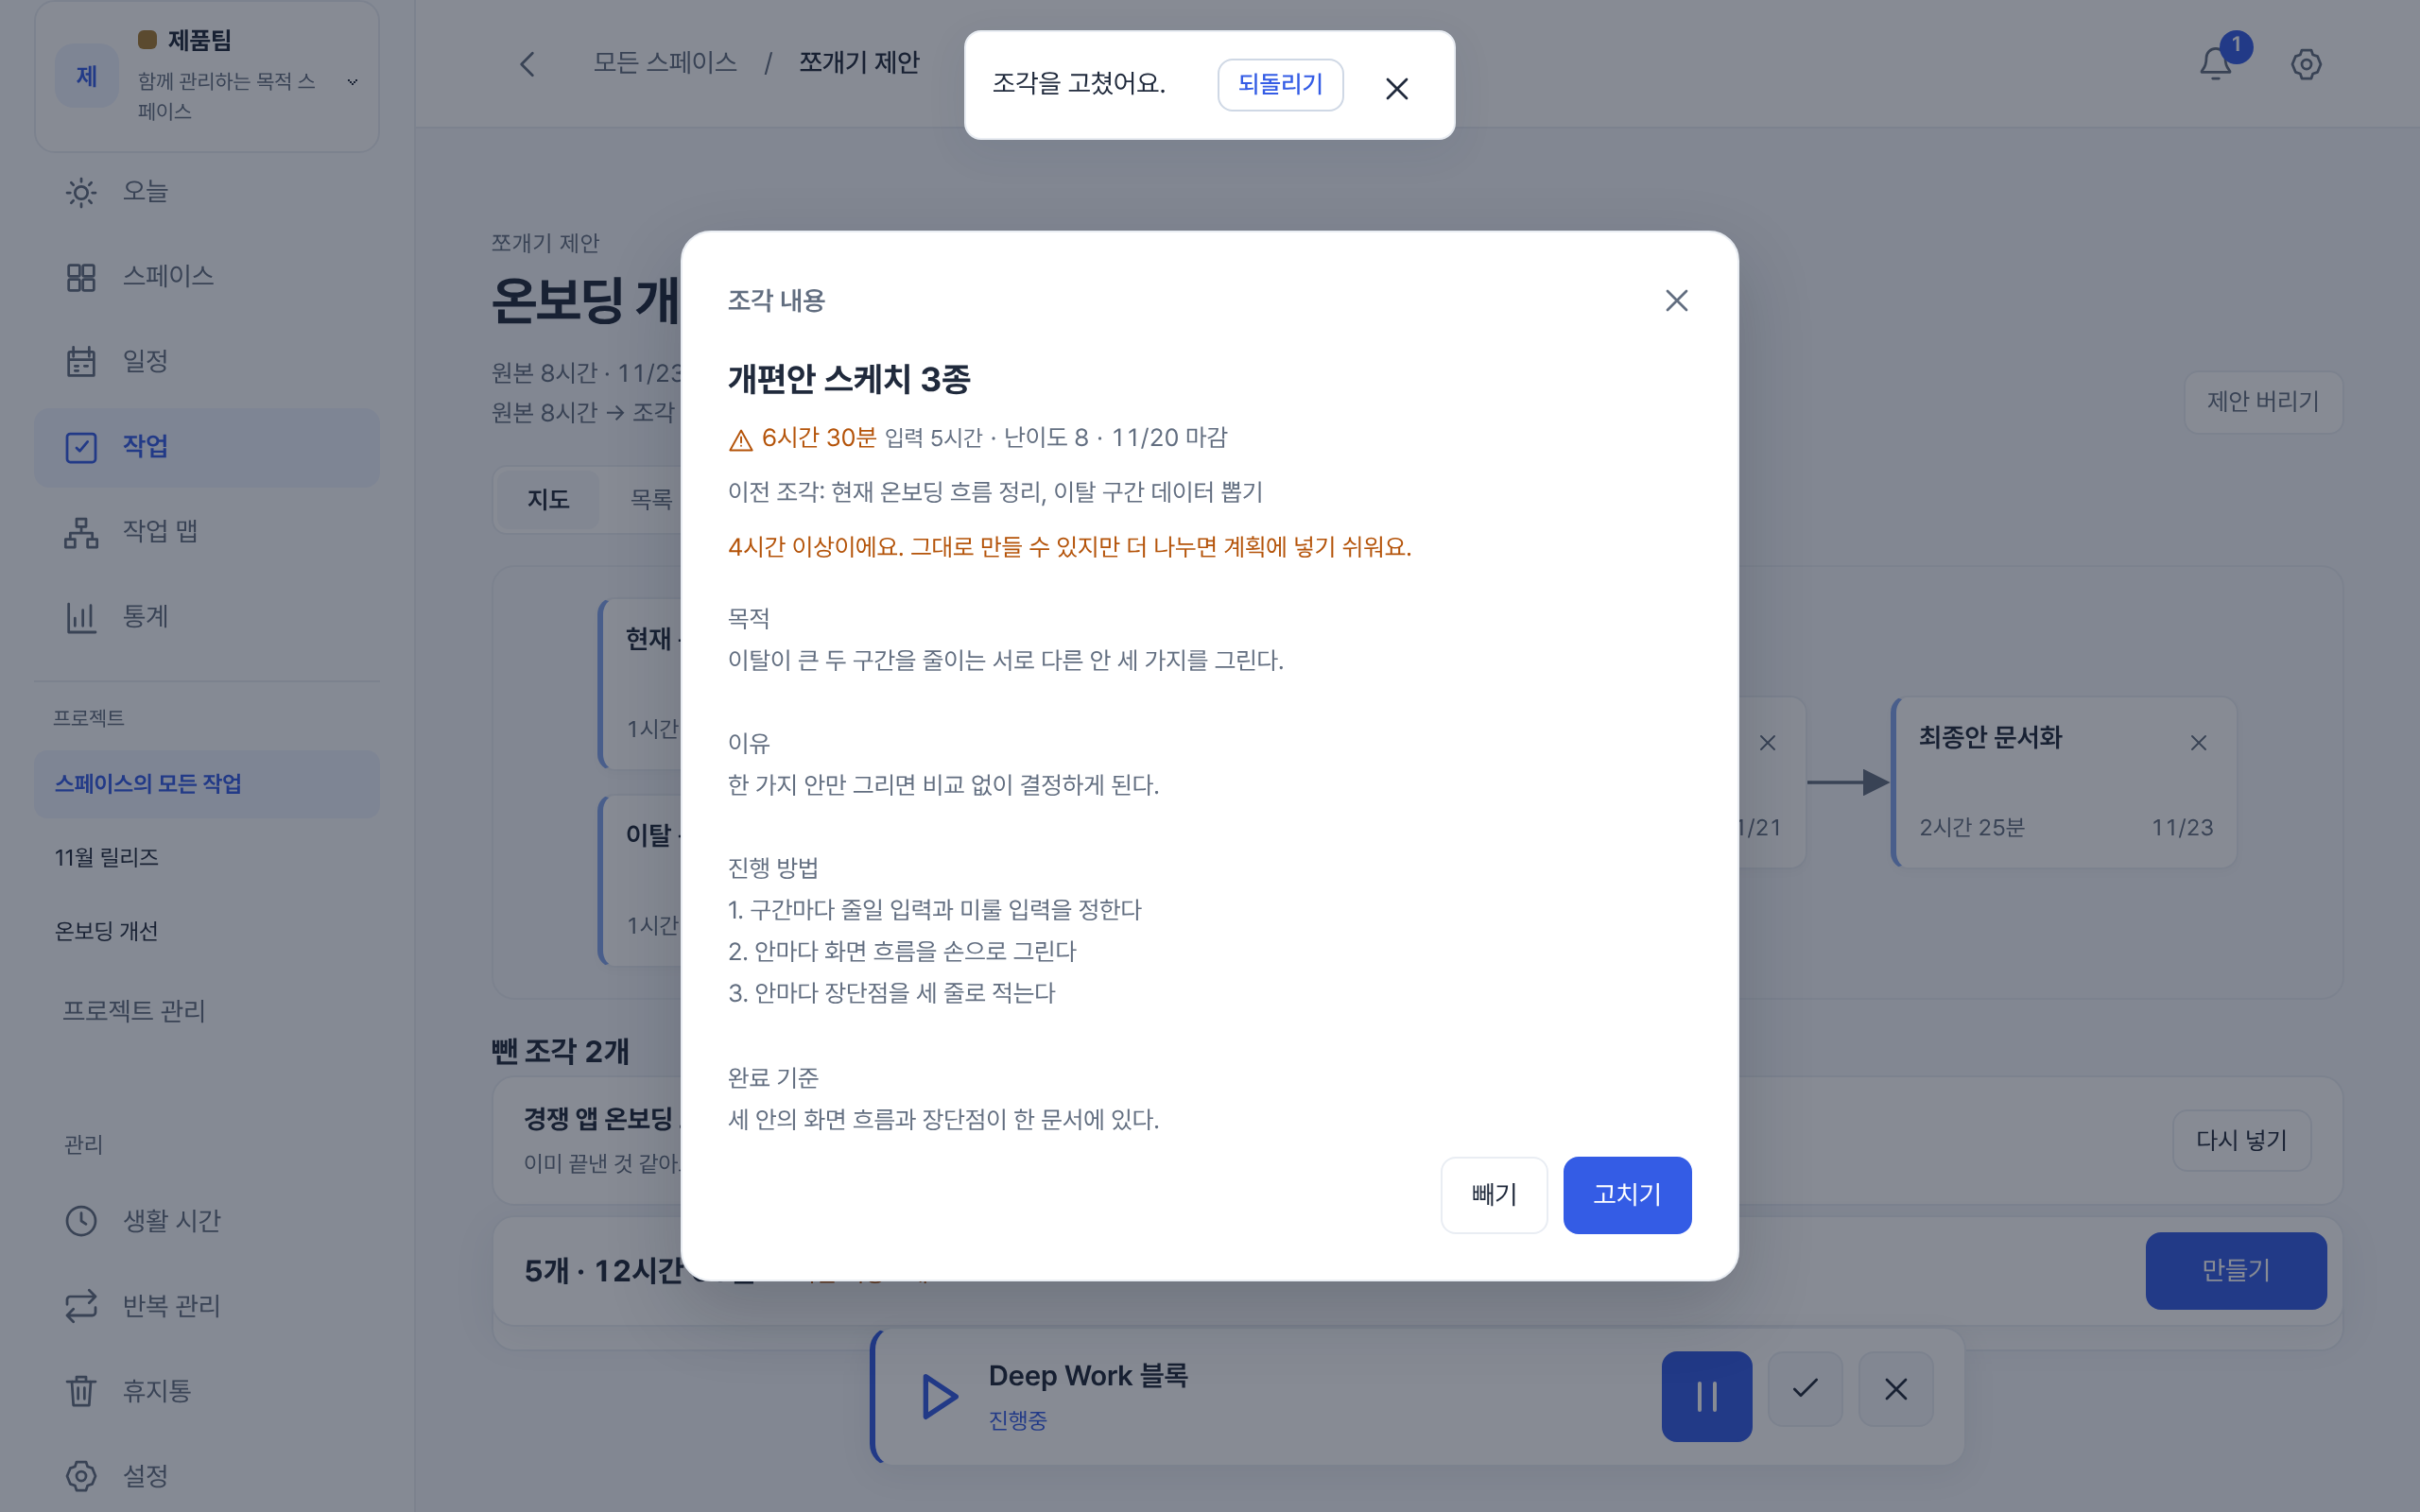 제
제품팀
함께 관리하는 목적 스
페이스
오늘
스페이스
일정
작업
작업 맵
통계
프로젝트
스페이스의 모든 작업
11월 릴리즈
온보딩 개선
프로젝트 관리
관리
생활 시간
반복 관리
휴지통
설정
모든 스페이스 / 쪼개기 제안
조각을 고쳤어요. 되돌리기
1
쪼개기 제안
온보딩 개
원본 8시간 · 11/23
원본 8시간 → 조각
제안 버리기
지도 목록
현재
1시간
이탈
1시간
1/21
최종안 문서화
2시간 25분 11/23
조각 내용
개편안 스케치 3종
6시간 30분 입력 5시간 · 난이도 8 · 11/20 마감
이전 조각: 현재 온보딩 흐름 정리, 이탈 구간 데이터 뽑기
4시간 이상이에요. 그대로 만들 수 있지만 더 나누면 계획에 넣기 쉬워요.
목적
이탈이 큰 두 구간을 줄이는 서로 다른 안 세 가지를 그린다.
이유
한 가지 안만 그리면 비교 없이 결정하게 된다.
진행 방법
1. 구간마다 줄일 입력과 미룰 입력을 정한다
2. 안마다 화면 흐름을 손으로 그린다
3. 안마다 장단점을 세 줄로 적는다
완료 기준
세 안의 화면 흐름과 장단점이 한 문서에 있다.
빼기 고치기
뺀 조각 2개
경쟁 앱 온보딩
이미 끝낸 것 같아
다시 넣기
5개 · 12시간
만들기
Deep Work 블록
진행중